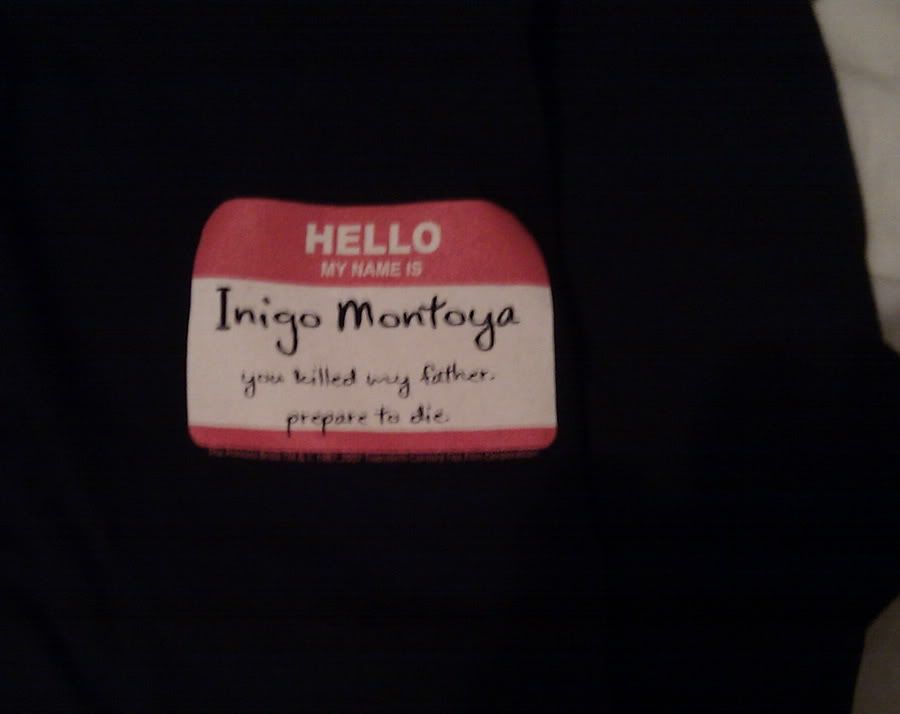 HELLO
MY NAME IS
Inigo Montoya
you killed my father.
prepare to die.